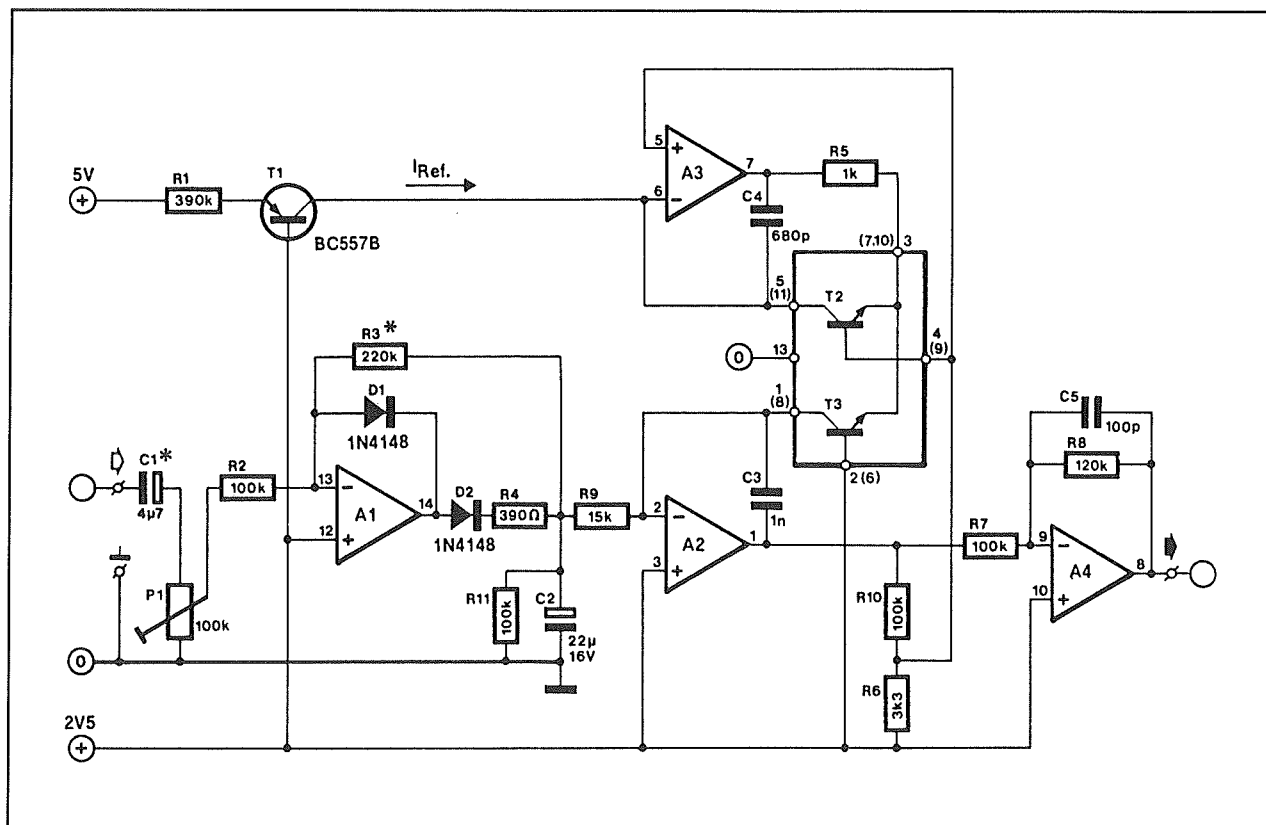 5V
+
R1
390k
T1
BC557B
IRef.
5
+
6
−
A3
7
R5
1k
C4
680p
(7,10) 3
5
(11)
T2
4
(9)
0
13
1
(8)
T3
2(6)
R3*
220k
D1
1N4148
C1*
4µ7
R2
100k
13
−
12
+
A1
14
D2
1N4148
R4
390Ω
R9
15k
2
−
3
+
A2
1
C3
1n
C5
100p
R8
120k
R7
100k
9
−
10
+
A4
8
P1
100k
R11
100k
C2
22µ
16V
R10
100k
0
R6
3k3
2V5
+